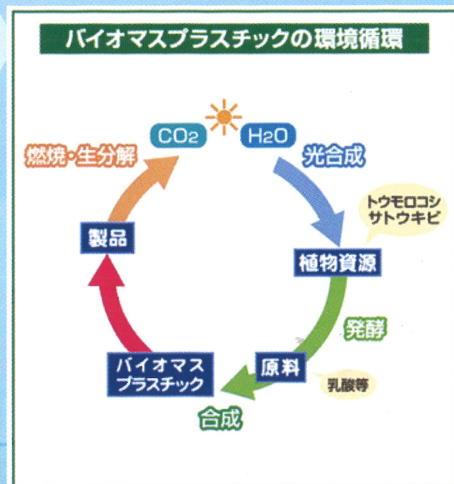 バイオマスプラスチックの環境循環
CO2
H2O
燃焼・生分解
光合成
トウモロコシ
サトウキビ
製品
植物資源
発酵
バイオマス
プラスチック
原料
乳酸等
合成